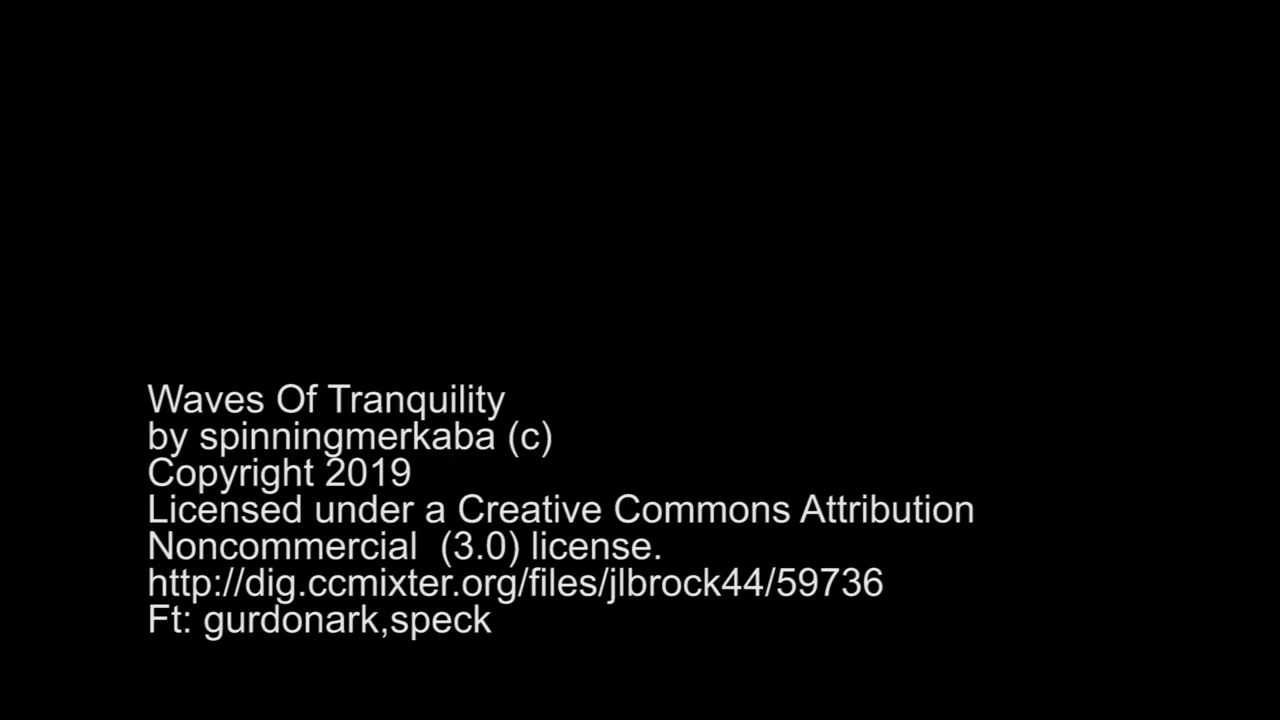 Waves Of Tranquility
by spinningmerkaba (c)
Copyright 2019
Licensed under a Creative Commons Attribution
Noncommercial  (3.0) license.
http://dig.ccmixter.org/files/jlbrock44/59736
Ft: gurdonark,speck